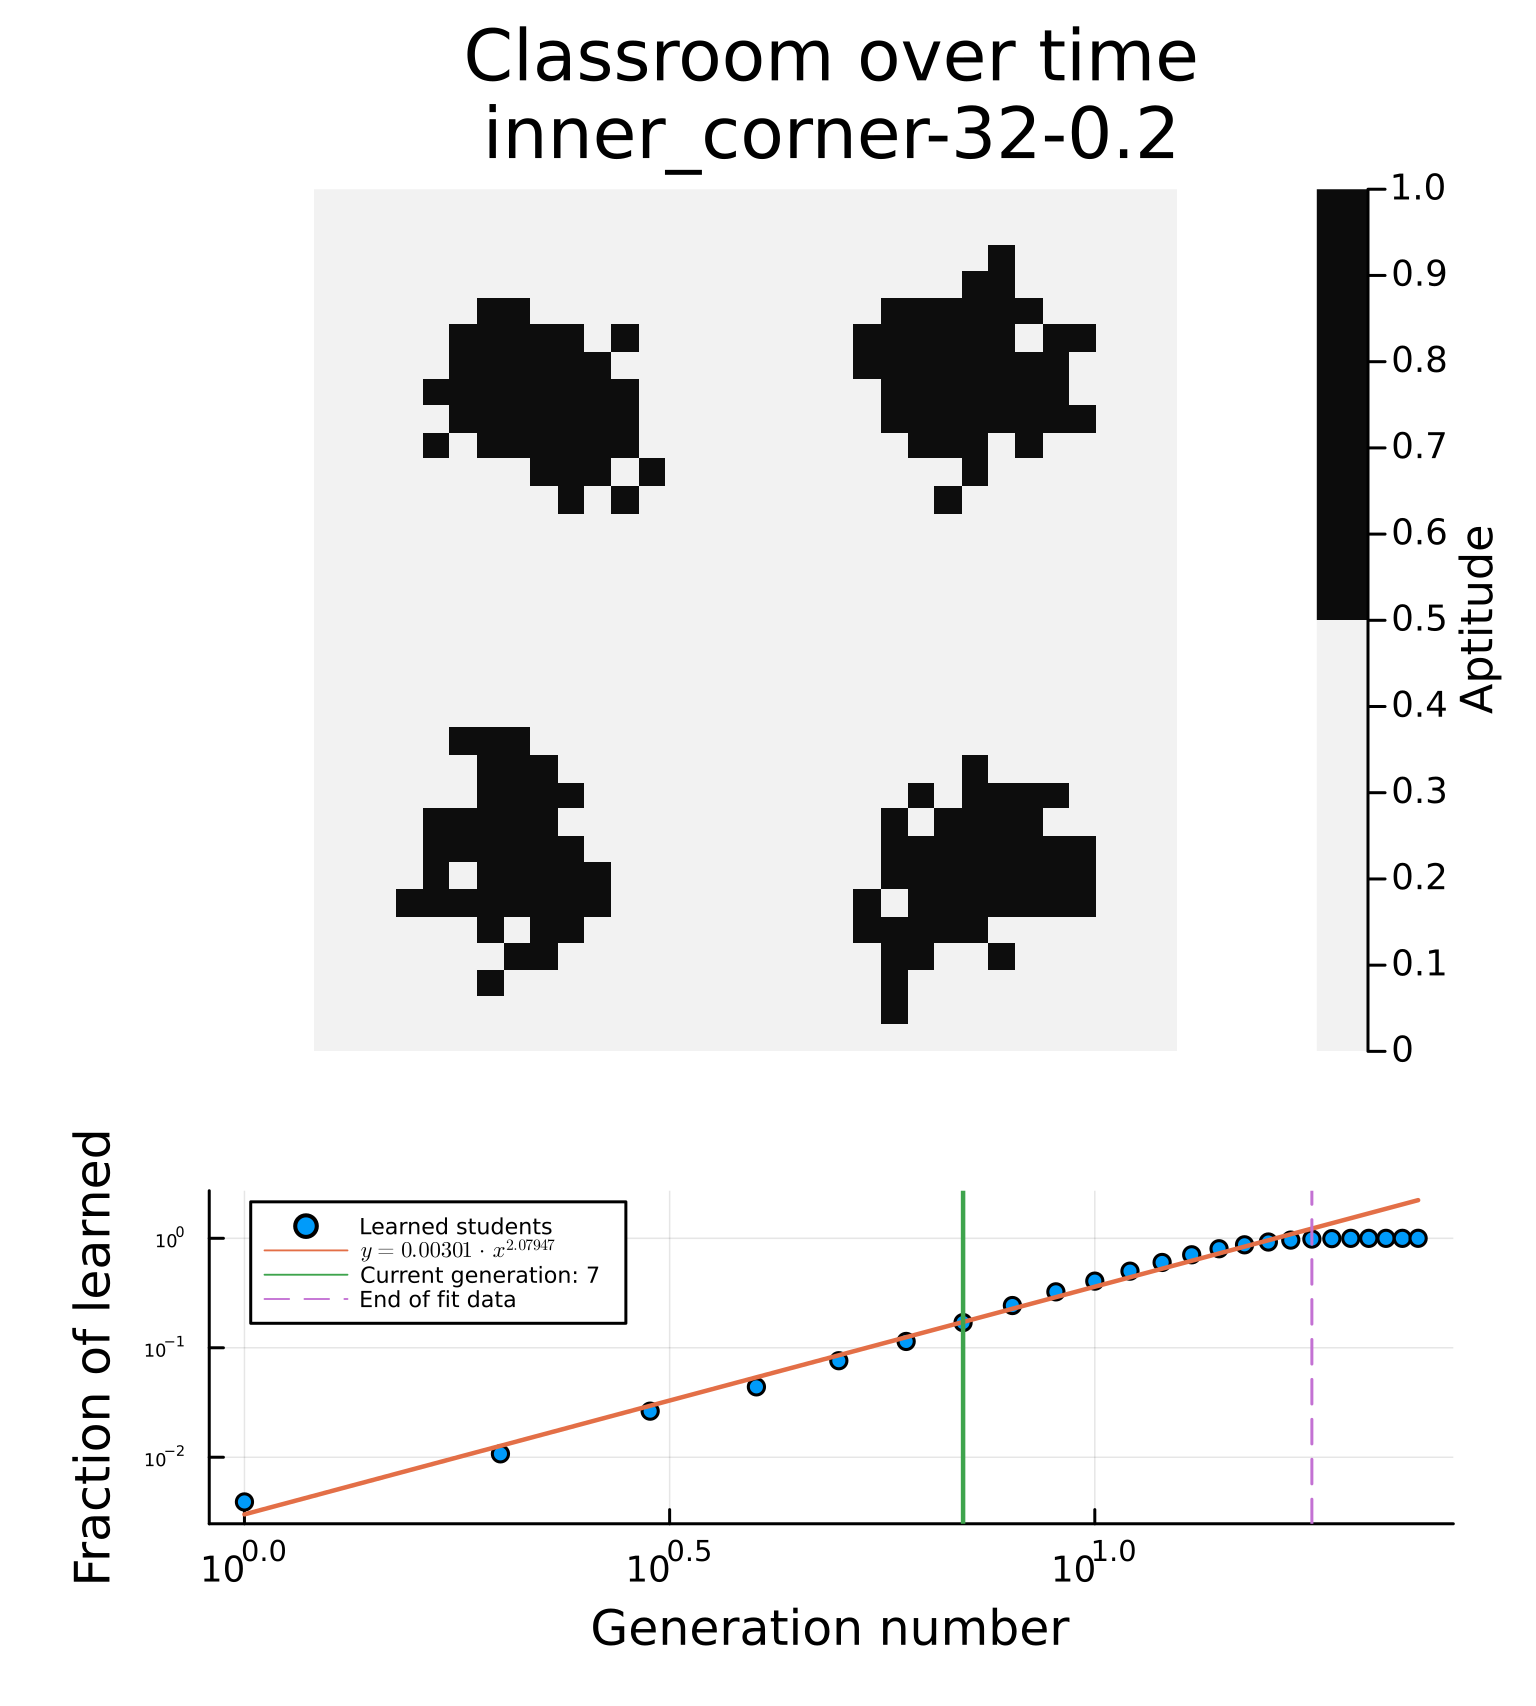 Classroom over time
inner_corner-32-0.2
1.0
0.9
0.8
0.7
0.6
0.5
0.4
0.3
0.2
0.1
0
Aptitude
Fraction of learned
10⁰
10⁻¹
10⁻²
Learned students
y = 0.00301 · x^2.07947
Current generation: 7
End of fit data
10^0.0 10^0.5 10^1.0
Generation number